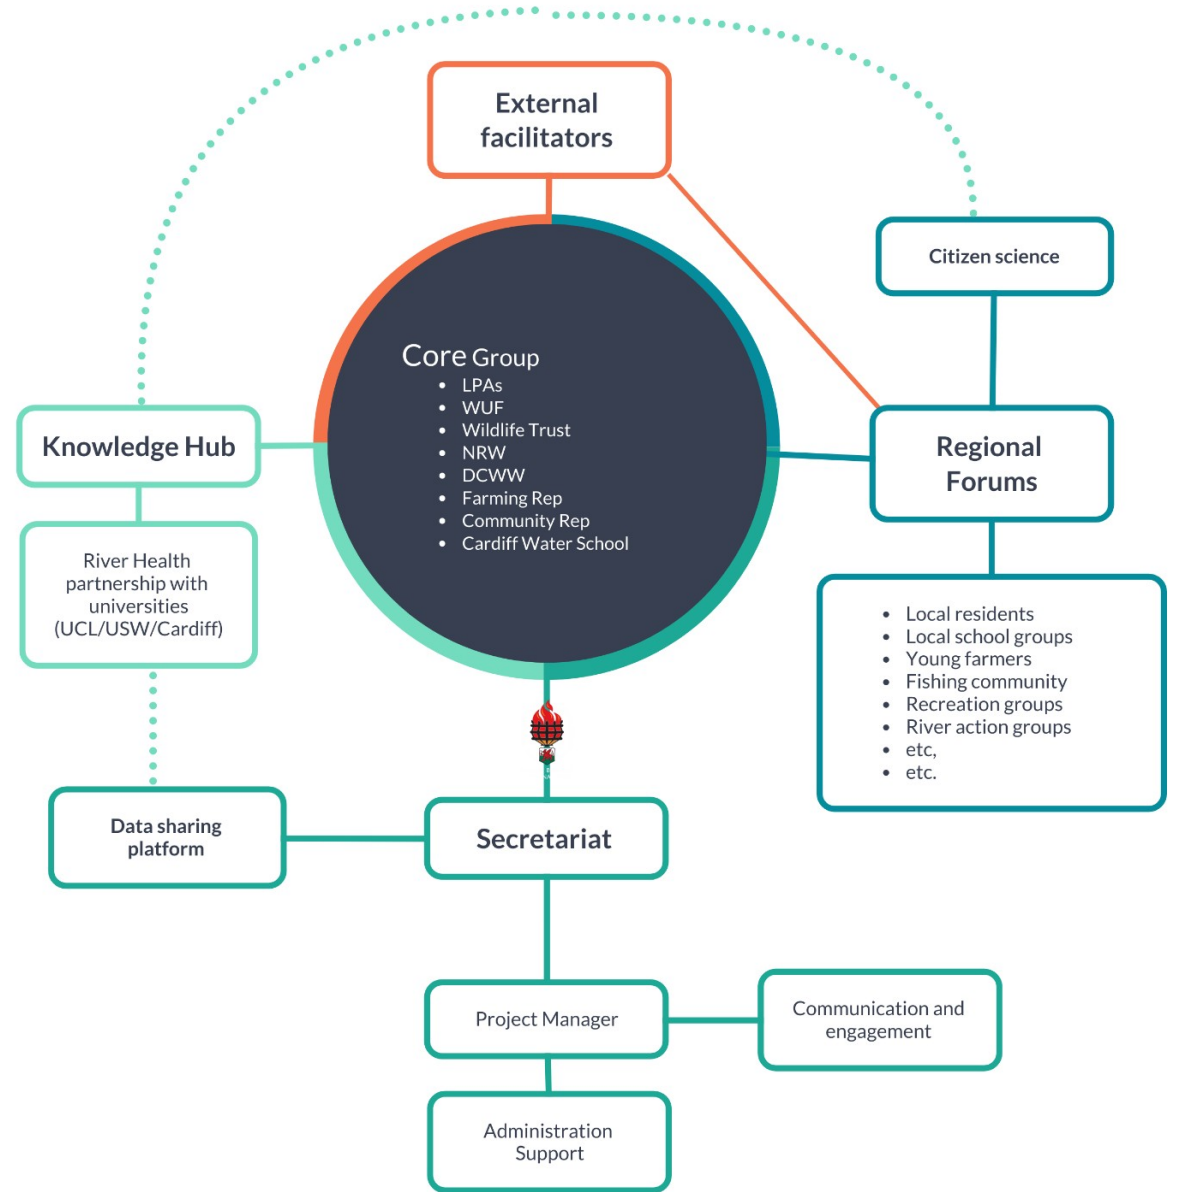 External
facilitators
Citizen science
Core Group
• LPAs
• WUF
• Wildlife Trust
• NRW
• DCWW
• Farming Rep
• Community Rep
• Cardiff Water School
Knowledge Hub
Regional
Forums
River Health
partnership with
universities
(UCL/USW/Cardiff)
• Local residents
• Local school groups
• Young farmers
• Fishing community
• Recreation groups
• River action groups
• etc,
• etc.
Data sharing
platform
Secretariat
Project Manager
Communication and
engagement
Administration
Support